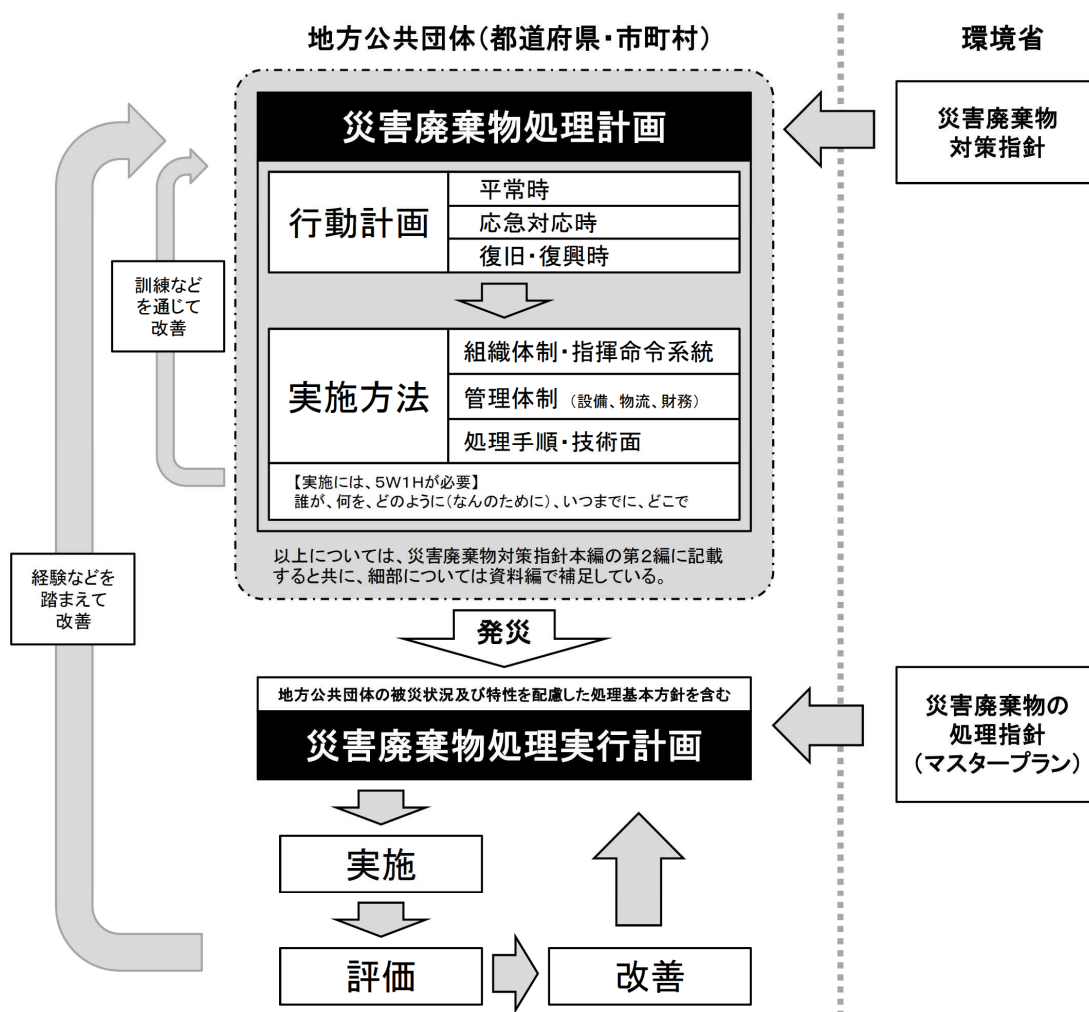 地方公共団体(都道府県・市町村)
環境省
災害廃棄物処理計画
災害廃棄物
対策指針
行動計画
平常時
応急対応時
復旧・復興時
訓練など
を通じて
改善
実施方法
組織体制・指揮命令系統
管理体制 (設備、物流、財務)
処理手順・技術面
【実施には、5W1Hが必要】
誰が、何を、どのように(なんのために)、いつまでに、どこで
以上については、災害廃棄物対策指針本編の第2編に記載
すると共に、細部については資料編で補足している。
経験などを
踏まえて
改善
発災
地方公共団体の被災状況及び特性を配慮した処理基本方針を含む
災害廃棄物処理実行計画
災害廃棄物の
処理指針
(マスタープラン)
実施
評価
改善